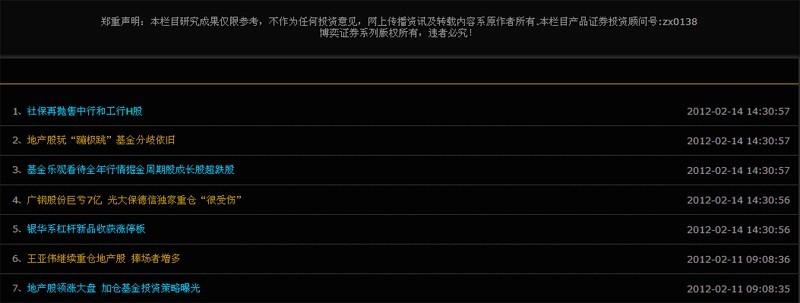 郑重声明：本栏目研究成果仅限参考，不作为任何投资意见，网上传播资讯及转载内容系原作者所有.本栏目产品证券投资顾问号:zx0138
博奕证券系列版权所有，违者必究！
1、社保再抛售中行和工行H股 2012-02-14 14:30:57
2、地产股玩“蹦极跳”基金分歧依旧 2012-02-14 14:30:57
3、基金乐观看待全年行情掘金周期股成长股超跌股 2012-02-14 14:30:57
4、广钢股份巨亏7亿 光大保德信独家重仓“很受伤” 2012-02-14 14:30:56
5、银华系杠杆新品收获涨停板 2012-02-14 14:30:56
6、王亚伟继续重仓地产股 捧场者增多 2012-02-11 09:08:36
7、地产股领涨大盘 加仓基金投资策略曝光 2012-02-11 09:08:35